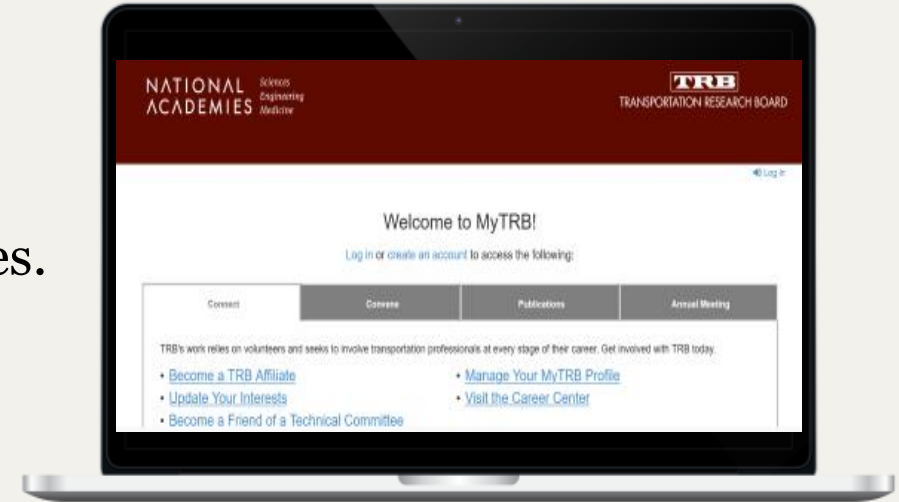 NATIONAL Sciences
ACADEMIES Engineering
Medicine
TRB
TRANSPORTATION RESEARCH BOARD
Log in
Welcome to MyTRB!
Log in or create an account to access the following:
es.
Connect Convene Publications Annual Meeting
TRB's work relies on volunteers and seeks to involve transportation professionals at every stage of their career. Get involved with TRB today.
• Become a TRB Affiliate • Manage Your MyTRB Profile
• Update Your Interests • Visit the Career Center
• Become a Friend of a Technical Committee